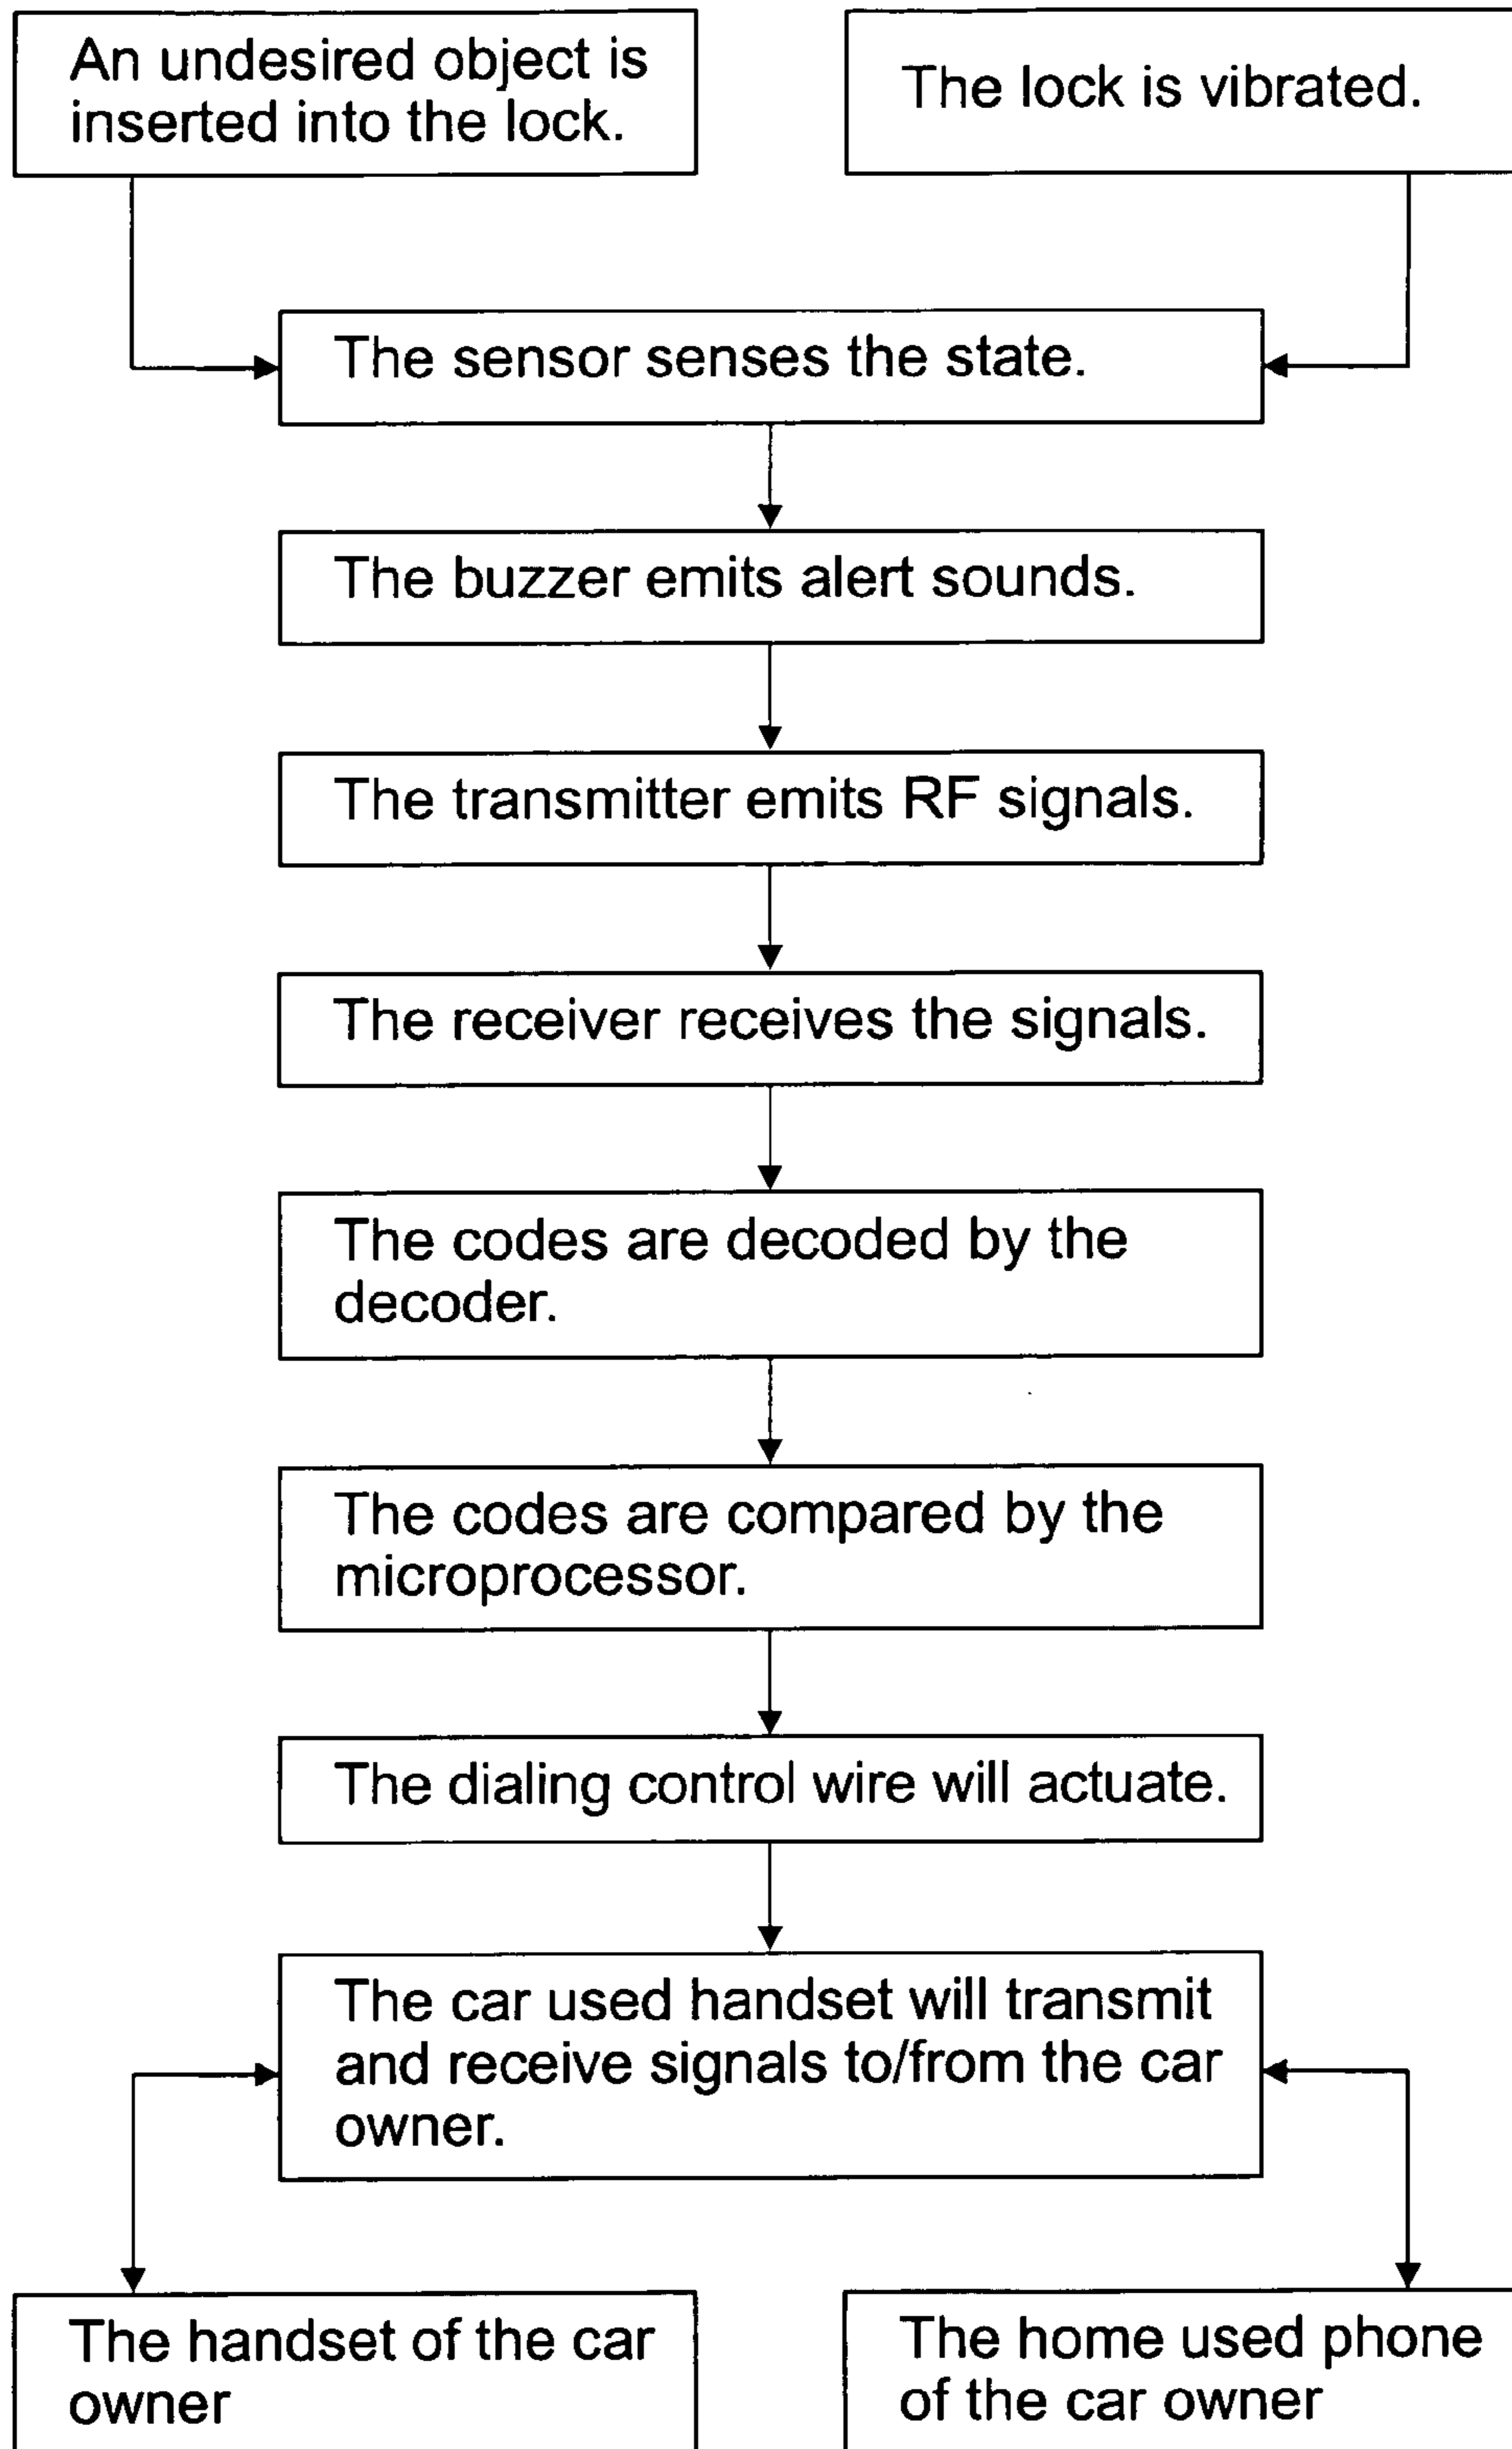 An undesired object is
inserted into the lock.
The lock is vibrated.
The sensor senses the state.
The buzzer emits alert sounds.
The transmitter emits RF signals.
The receiver receives the signals.
The codes are decoded by the
decoder.
The codes are compared by the
microprocessor.
The dialing control wire will actuate.
The car used handset will transmit
and receive signals to/from the car
owner.
The handset of the car
owner
The home used phone
of the car owner